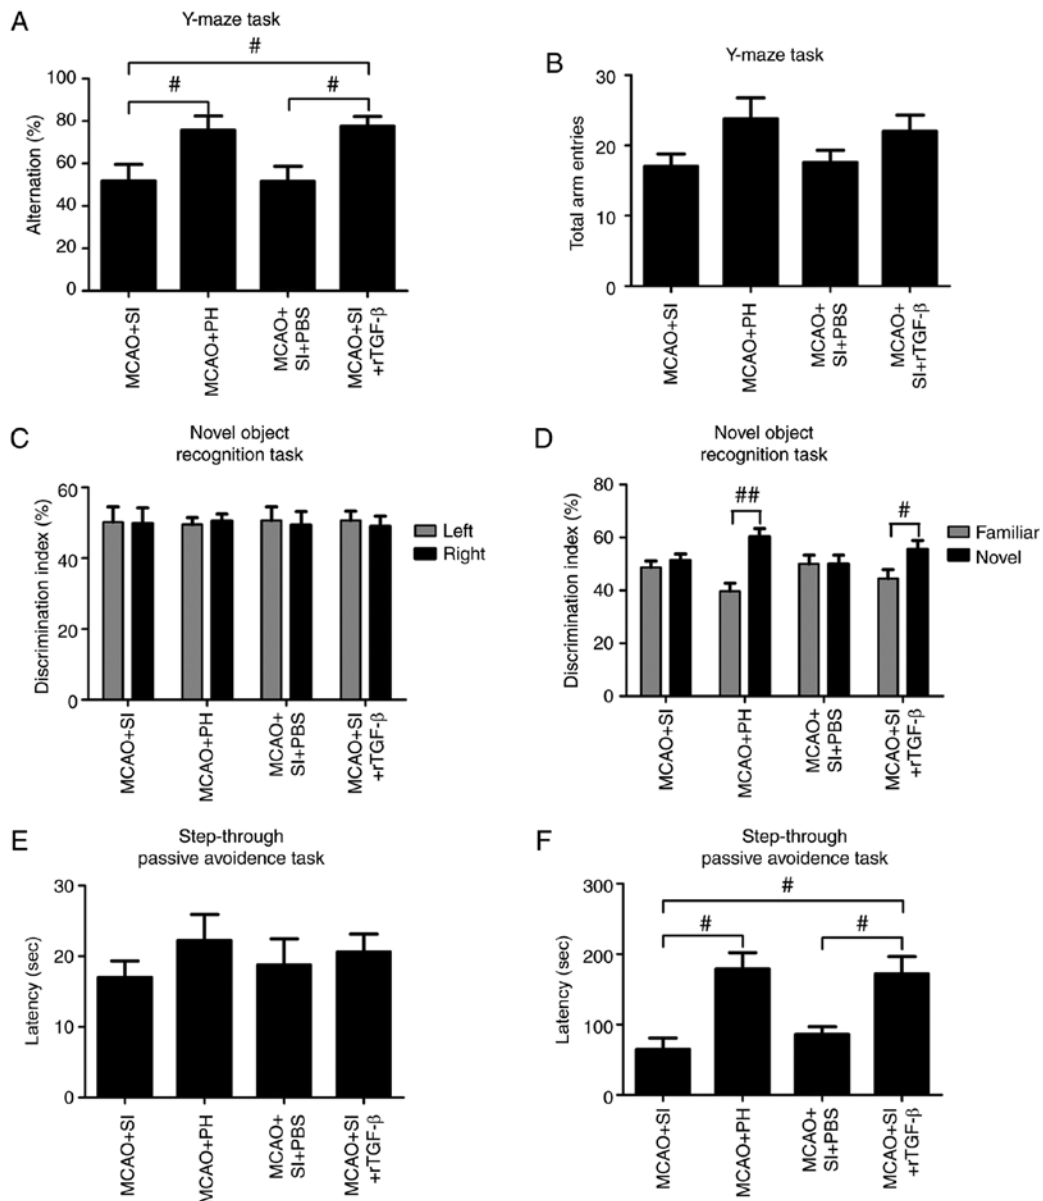 A
Y-maze task
#
#
#
Alternation (%)
100
80
60
40
20
0
MCAO+SI
MCAO+PH
MCAO+
SI+PBS
MCAO+SI
+rTGF-β
B
Y-maze task
Total arm entries
30
20
10
0
MCAO+SI
MCAO+PH
MCAO+
SI+PBS
MCAO+
SI+rTGF-β
C
Novel object
recognition task
Discrimination index (%)
60
40
20
0
Left
Right
MCAO+SI
MCAO+PH
MCAO+
SI+PBS
MCAO+SI
+rTGF-β
D
Novel object
recognition task
Discrimination index (%)
80
60
40
20
0
##
#
Familiar
Novel
MCAO+SI
MCAO+PH
MCAO+
SI+PBS
MCAO+SI
+rTGF-β
E
Step-through
passive avoidence task
Latency (sec)
30
20
10
0
MCAO+SI
MCAO+PH
MCAO+
SI+PBS
MCAO+SI
+rTGF-β
F
Step-through
passive avoidence task
Latency (sec)
300
200
100
0
#
#
#
MCAO+SI
MCAO+PH
MCAO+
SI+PBS
MCAO+SI
+rTGF-β